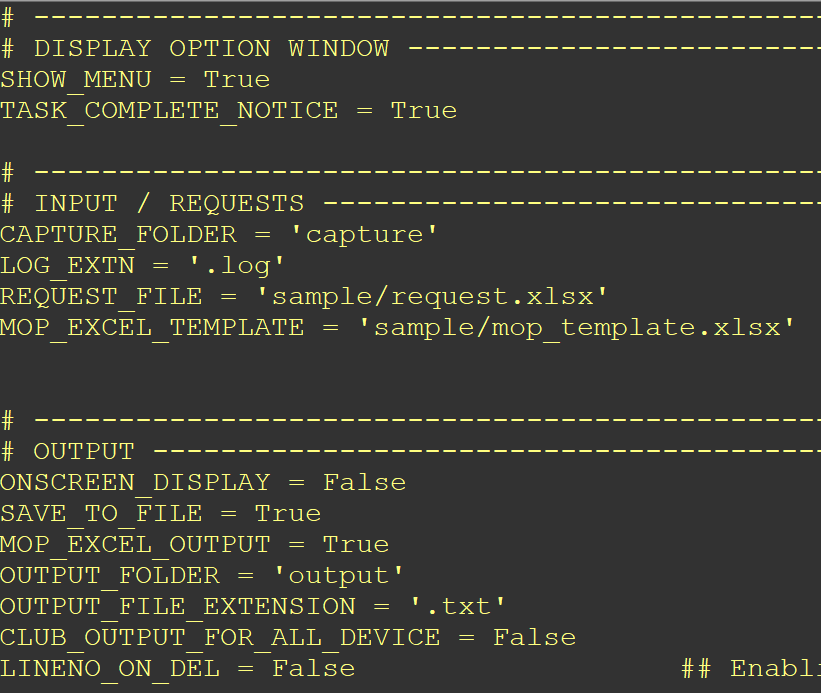 # -----------------------------------------------
# DISPLAY OPTION WINDOW -------------------------
SHOW_MENU = True
TASK_COMPLETE_NOTICE = True
# -----------------------------------------------
# INPUT / REQUESTS ------------------------------
CAPTURE_FOLDER = 'capture'
LOG_EXTN = '.log'
REQUEST_FILE = 'sample/request.xlsx'
MOP_EXCEL_TEMPLATE = 'sample/mop_template.xlsx'
# -----------------------------------------------
# OUTPUT ----------------------------------------
ONSCREEN_DISPLAY = False
SAVE_TO_FILE = True
MOP_EXCEL_OUTPUT = True
OUTPUT_FOLDER = 'output'
OUTPUT_FILE_EXTENSION = '.txt'
CLUB_OUTPUT_FOR_ALL_DEVICE = False
LINENO_ON_DEL = False ## Enabli